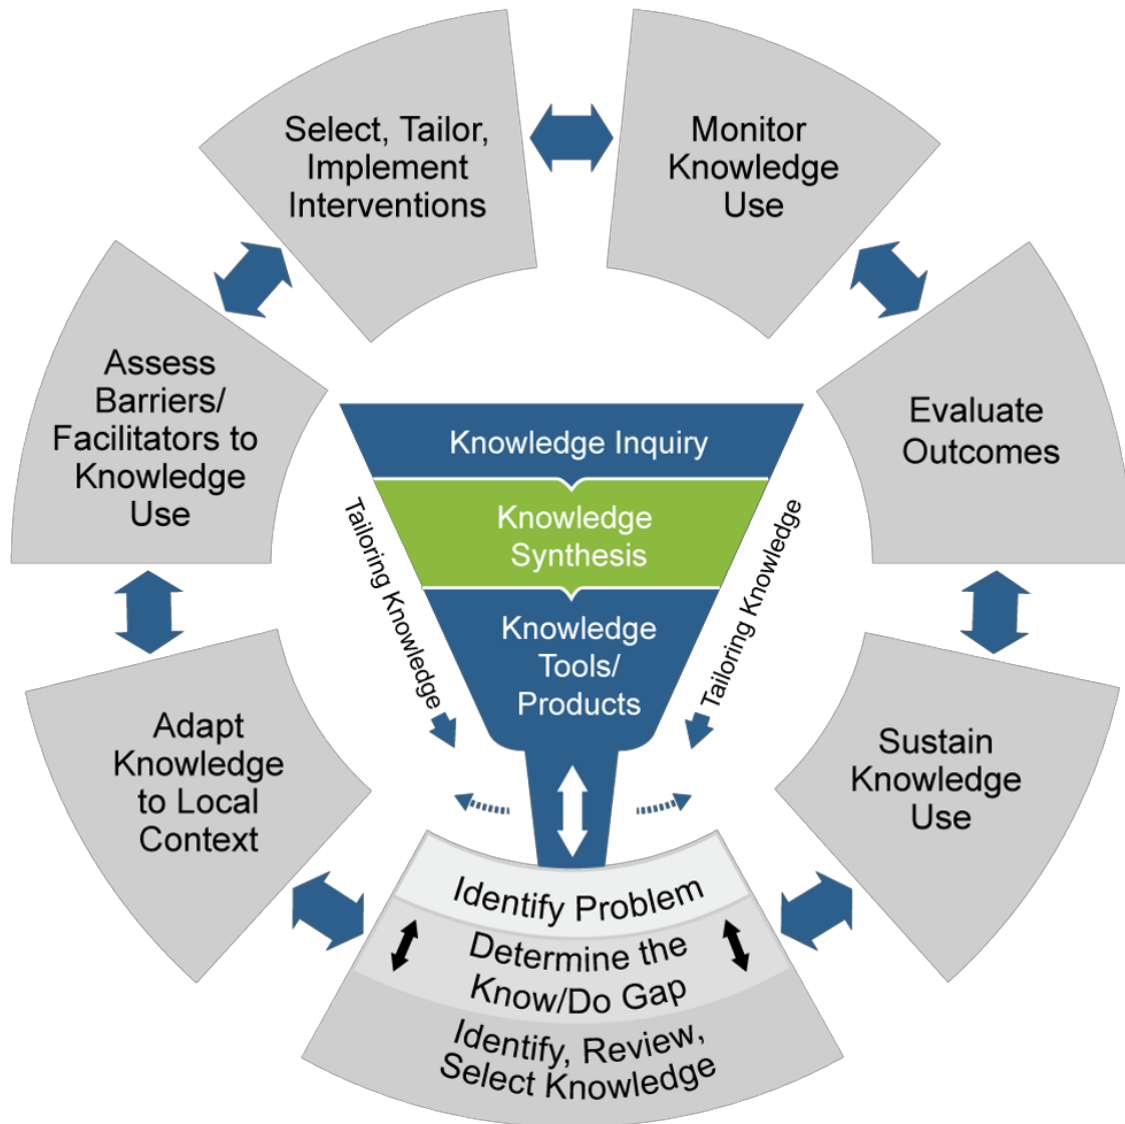 Select, Tailor,
Implement
Interventions
Monitor
Knowledge
Use
Assess
Barriers/
Facilitators to
Knowledge
Use
Evaluate
Outcomes
Knowledge Inquiry
Knowledge
Synthesis
Knowledge
Tools/
Products
Tailoring Knowledge
Tailoring Knowledge
Adapt
Knowledge
to Local
Context
Sustain
Knowledge
Use
Identify Problem
Determine the
Know/Do Gap
Identify, Review,
Select Knowledge